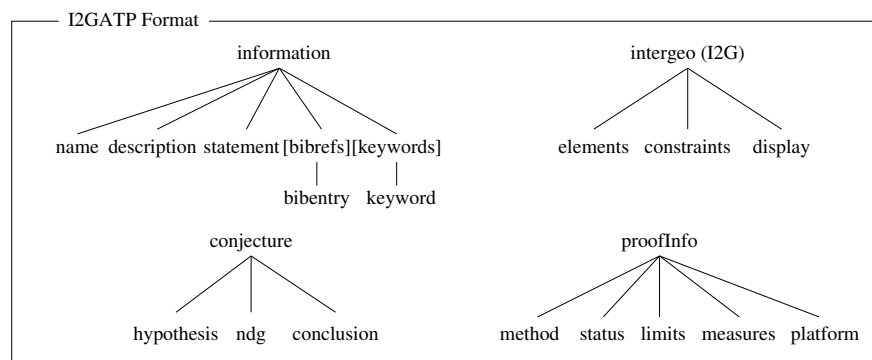 I2GATP Format
information
intergeo (I2G)
name description statement [bibrefs][keywords]
elements constraints display
bibentry keyword
conjecture
proofInfo
hypothesis ndg conclusion
method status limits measures platform